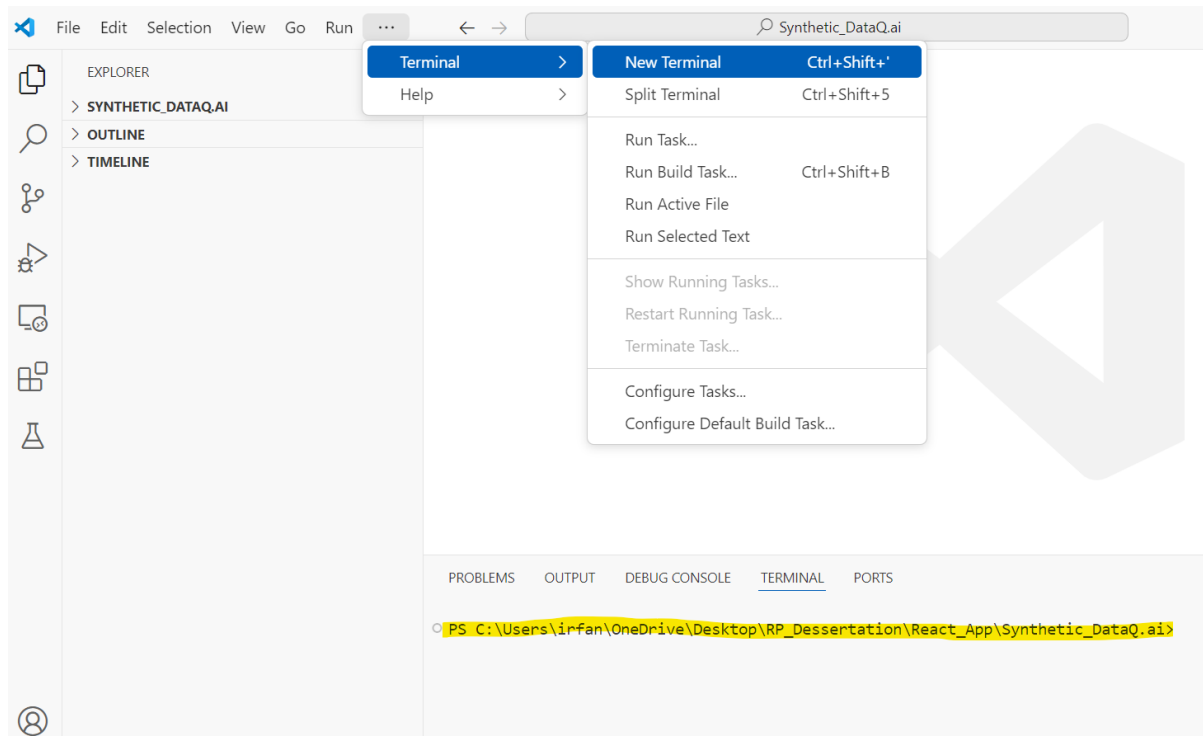 File Edit Selection View Go Run ··· Synthetic_DataQ.ai
EXPLORER
SYNTHETIC_DATAQ.AI
OUTLINE
TIMELINE
Terminal
Help
New Terminal Ctrl+Shift+'
Split Terminal Ctrl+Shift+5
Run Task...
Run Build Task... Ctrl+Shift+B
Run Active File
Run Selected Text
Show Running Tasks...
Restart Running Task...
Terminate Task...
Configure Tasks...
Configure Default Build Task...
PROBLEMS OUTPUT DEBUG CONSOLE TERMINAL PORTS
PS C:\Users\irfan\OneDrive\Desktop\RP_Dessertation\React_App\Synthetic_DataQ.ai>